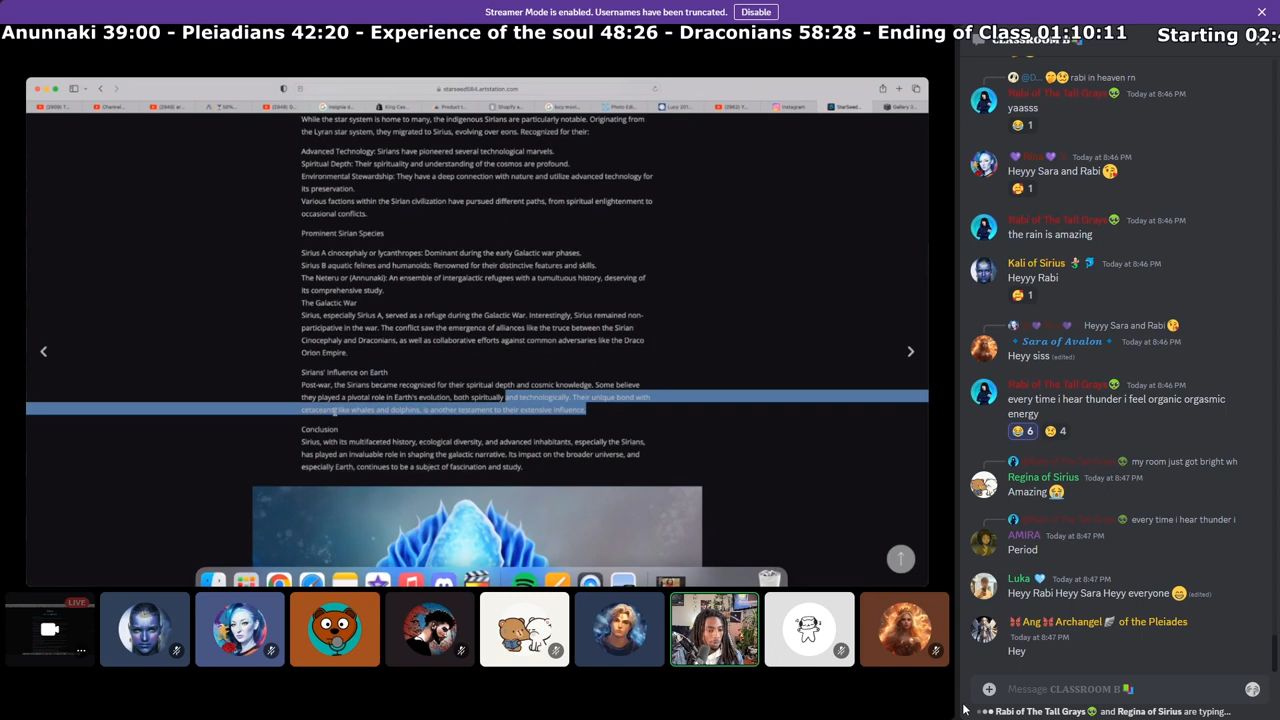 Streamer Mode is enabled. Usernames have been truncated. Disable
Anunnaki 39:00 - Pleiadians 42:20 - Experience of the soul 48:26 - Draconians 58:28 - Ending of Class 01:10:11
Starting 02:4
CLASSROOM B
starseed584.artstation.com
Channel
Instagram
While the star system is home to many, the indigenous Sirians are particularly notable. Originating from
the Lyran star system, they migrated to Sirius, evolving over eons. Recognized for their:
Advanced Technology: Sirians have pioneered several technological marvels.
Spiritual Depth: Their spirituality and understanding of the cosmos are profound.
Environmental Stewardship: They have a deep connection with nature and utilize advanced technology for
its preservation.
Various factions within the Sirian civilization have pursued different paths, from spiritual enlightenment to
occasional conflicts.
Prominent Sirian Species
Sirius A cinocephaly or lycanthropes: Dominant during the early Galactic war phases.
Sirius B aquatic felines and humanoids: Renowned for their distinctive features and skills.
The Neteru or (Annunaki): An ensemble of intergalactic refugees with a tumultuous history, deserving of
its comprehensive study.
The Galactic War
Sirius, especially Sirius A, served as a refuge during the Galactic War. Interestingly, Sirius remained non-
participative in the war. The conflict saw the emergence of alliances like the truce between the Sirian
Cinocephaly and Draconians, as well as collaborative efforts against common adversaries like the Draco
Orion Empire.
Sirians' Influence on Earth
Post-war, the Sirians became recognized for their spiritual depth and cosmic knowledge. Some believe
they played a pivotal role in Earth's evolution, both spiritually and technologically. Their unique bond with
cetaceans, like whales and dolphins, is another testament to their extensive influence.
Conclusion
Sirius, with its multifaceted history, ecological diversity, and advanced inhabitants, especially the Sirians,
has played an invaluable role in shaping the galactic narrative. Its impact on the broader universe, and
especially Earth, continues to be a subject of fascination and study.
LIVE
rabi in heaven rn
Rabi of The Tall Grays Today at 8:46 PM
yaasss
1
Today at 8:46 PM
Heyyy Sara and Rabi
1
Rabi of The Tall Grays Today at 8:46 PM
the rain is amazing
Kali of Sirius Today at 8:46 PM
Heyyy Rabi
1
Heyyy Sara and Rabi
Sara of Avalon Today at 8:46 PM
Heyy siss (edited)
Rabi of The Tall Grays Today at 8:46 PM
every time i hear thunder i feel organic orgasmic
energy
6 4
my room just got bright wh
Regina of Sirius Today at 8:47 PM
Amazing
every time i hear thunder i
AMIRA Today at 8:47 PM
Period
Luka Today at 8:47 PM
Heyy Rabi Heyy Sara Heyy everyone (edited)
Ang Archangel of the Pleiades
Today at 8:47 PM
Hey
Message CLASSROOM B
Rabi of The Tall Grays and Regina of Sirius are typing...